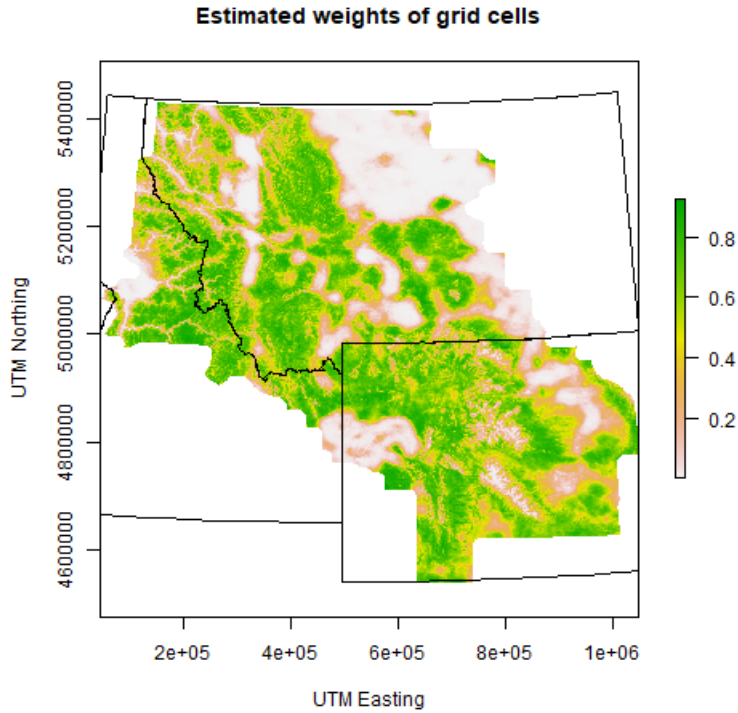 Estimated weights of grid cells
UTM Northing
5400000
5200000
5000000
4800000
4600000
0.8
0.6
0.4
0.2
2e+05 4e+05 6e+05 8e+05 1e+06
UTM Easting